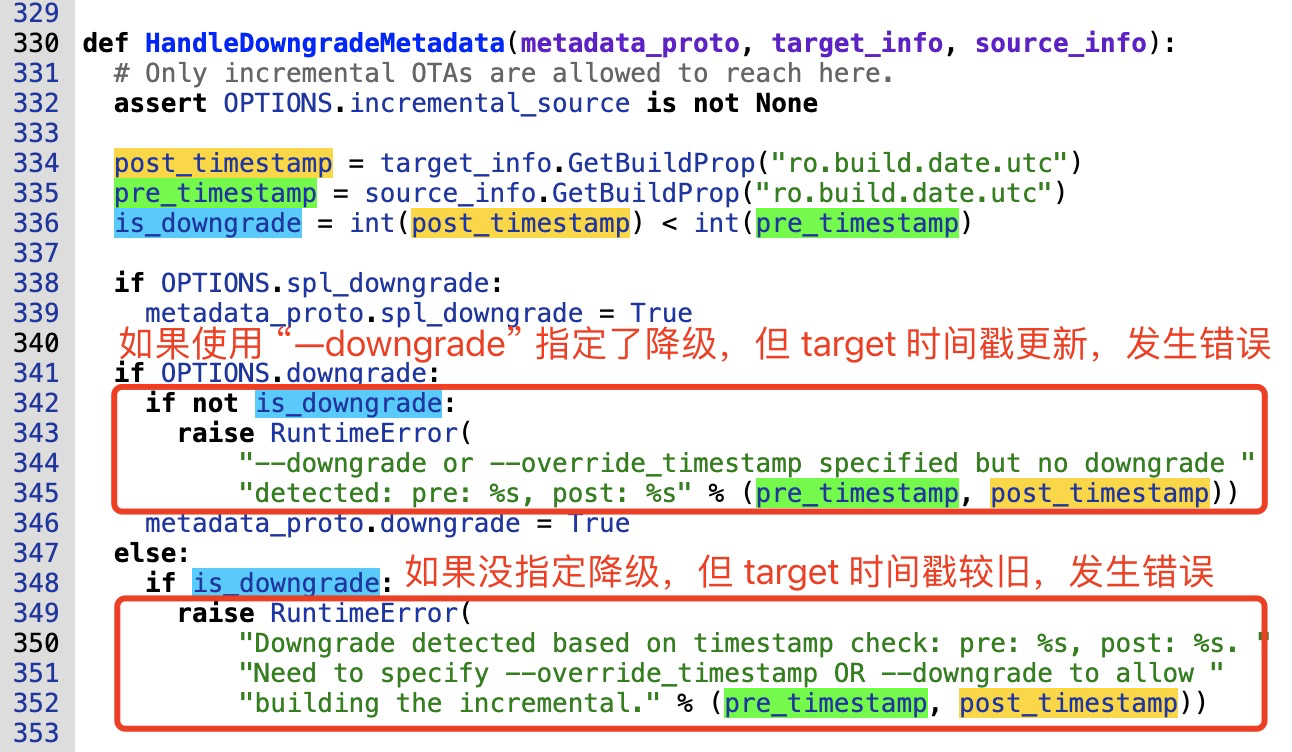 329
330 def HandleDowngradeMetadata(metadata_proto, target_info, source_info):
331   # Only incremental OTAs are allowed to reach here.
332   assert OPTIONS.incremental_source is not None
333
334   post_timestamp = target_info.GetBuildProp("ro.build.date.utc")
335   pre_timestamp = source_info.GetBuildProp("ro.build.date.utc")
336   is_downgrade = int(post_timestamp) < int(pre_timestamp)
337
338   if OPTIONS.spl_downgrade:
339     metadata_proto.spl_downgrade = True
340 如果使用“—downgrade”指定了降级，但 target 时间戳更新，发生错误
341   if OPTIONS.downgrade:
342     if not is_downgrade:
343       raise RuntimeError(
344           "--downgrade or --override_timestamp specified but no downgrade "
345           "detected: pre: %s, post: %s" % (pre_timestamp, post_timestamp))
346     metadata_proto.downgrade = True
347   else:
348     if is_downgrade: 如果没指定降级，但 target 时间戳较旧，发生错误
349       raise RuntimeError(
350           "Downgrade detected based on timestamp check: pre: %s, post: %s. "
351           "Need to specify --override_timestamp OR --downgrade to allow "
352           "building the incremental." % (pre_timestamp, post_timestamp))
353